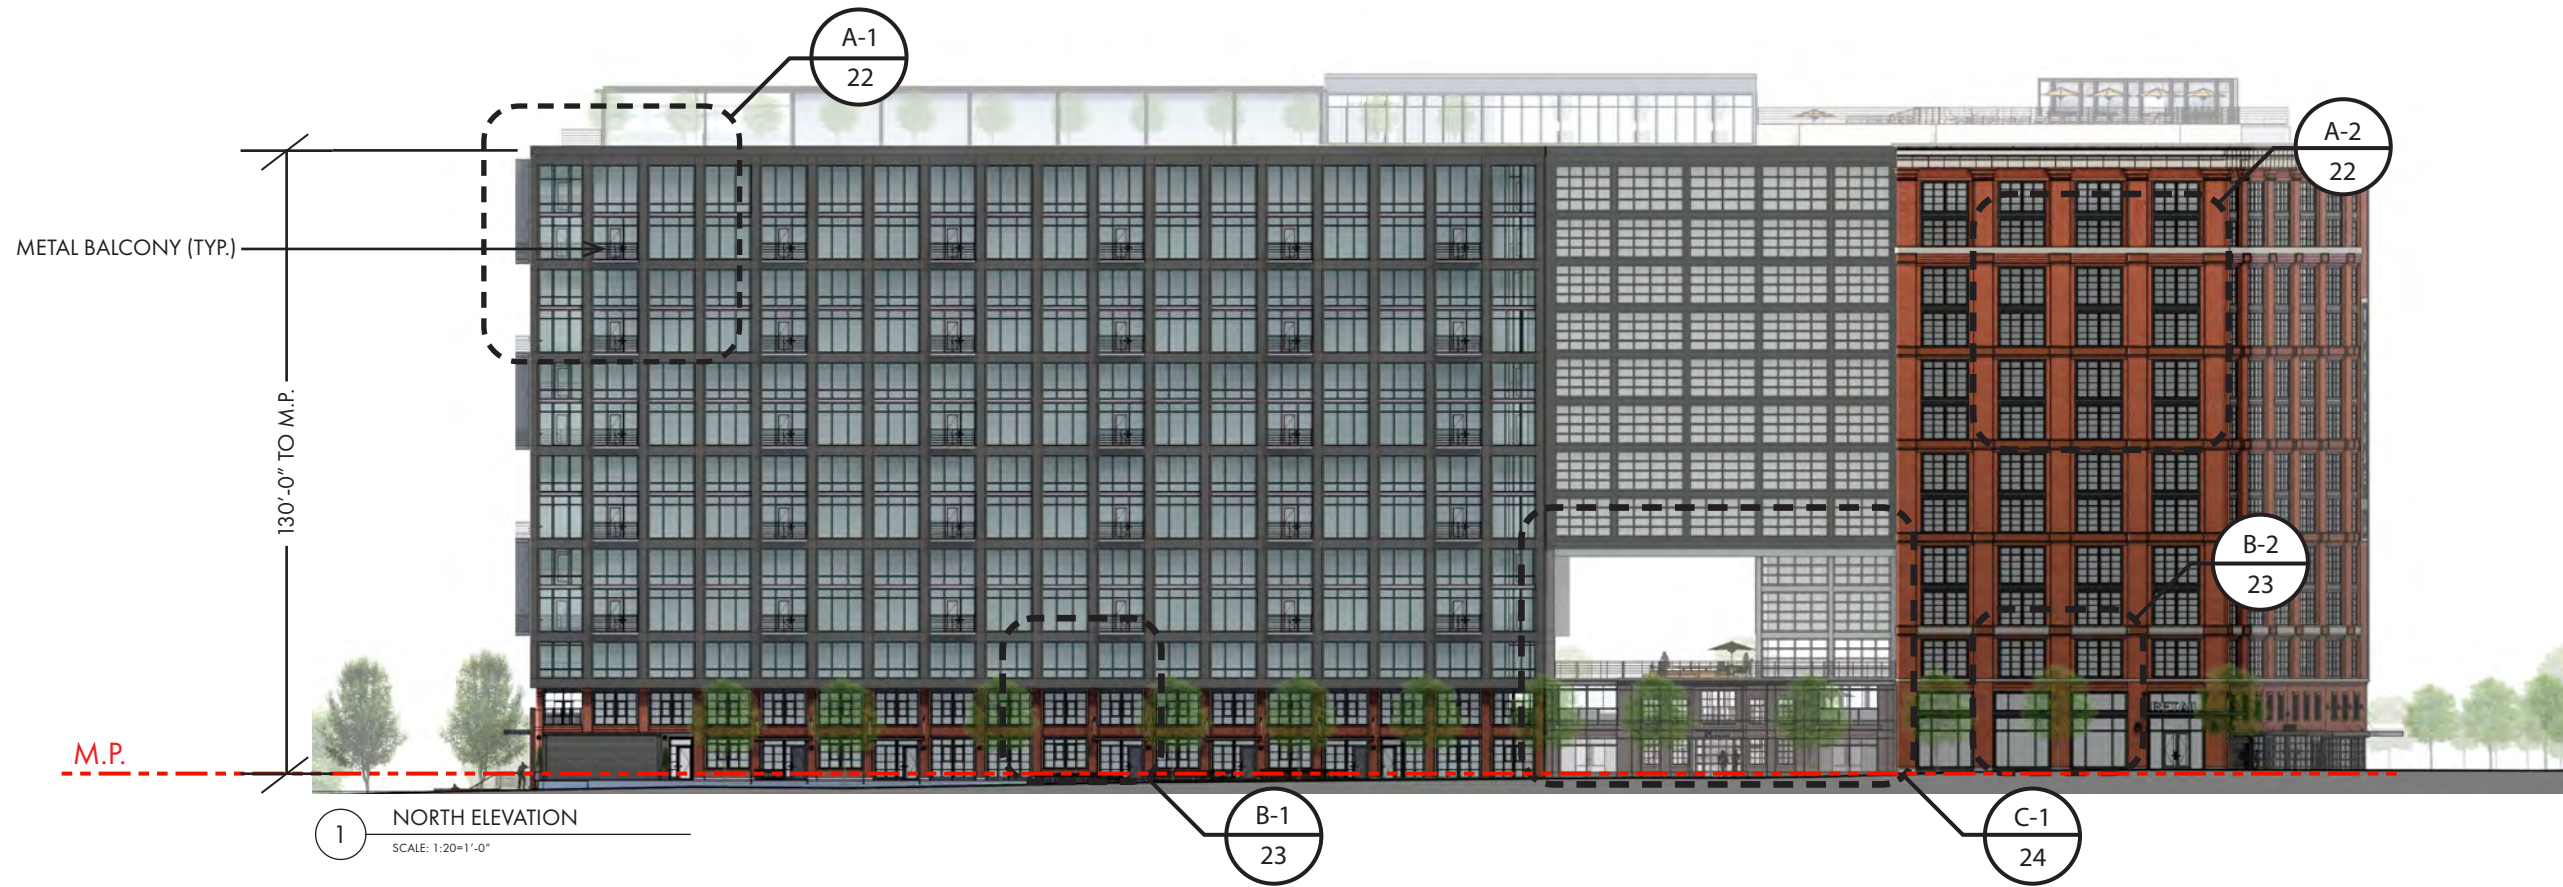 A-1
22
A-2
22
METAL BALCONY (TYP.)
130'-0" TO M.P.
B-2
23
RETAIL
M.P.
1
NORTH ELEVATION
SCALE: 1:20=1'-0"
B-1
23
C-1
24